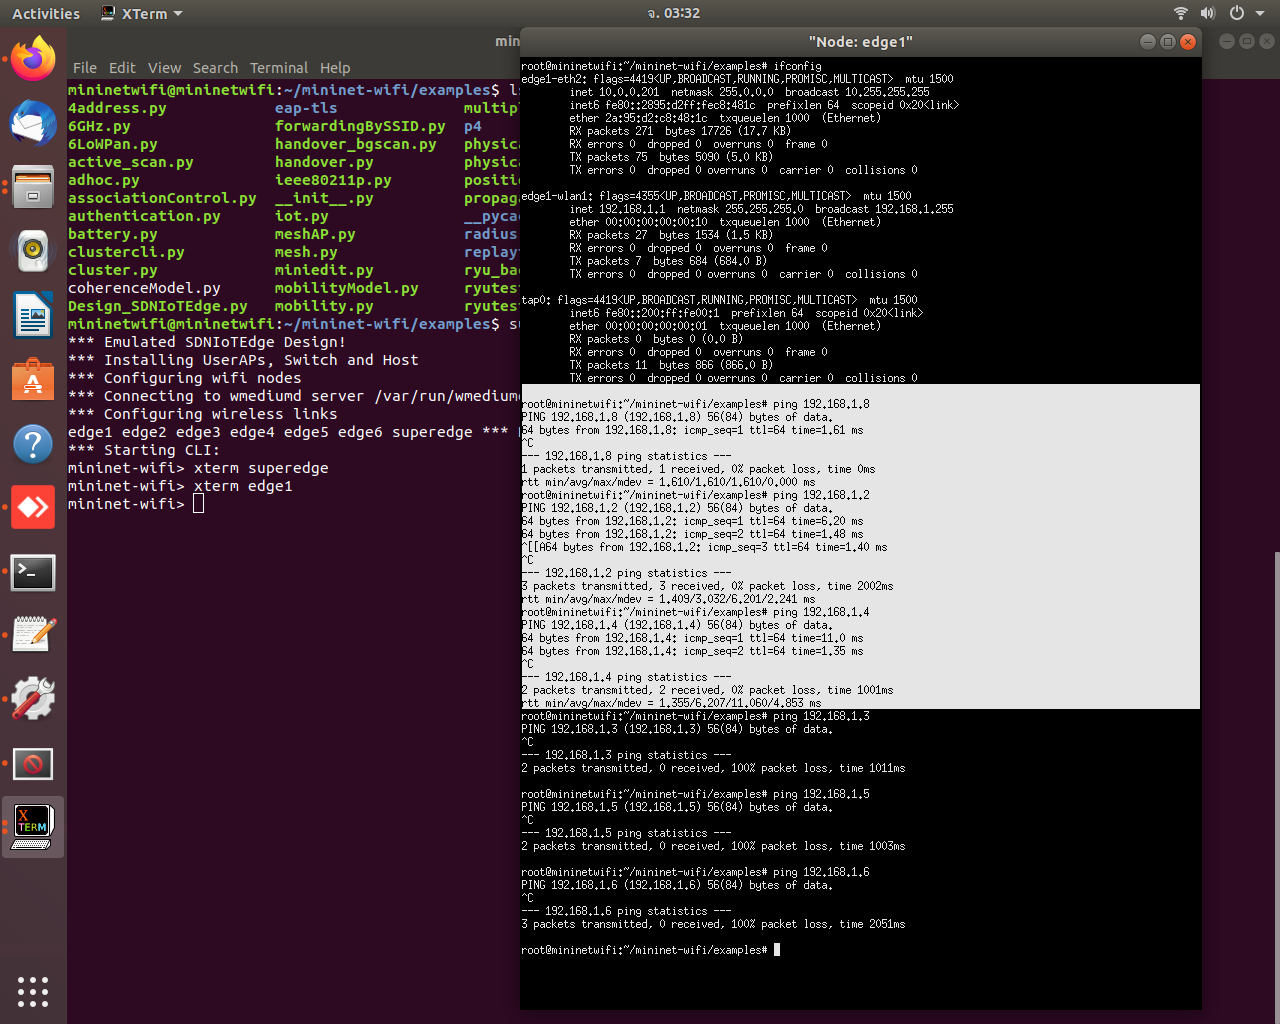 Activities
XTerm
จ. 03:32
min
File Edit View Search Terminal Help
mininetwifi@mininetwifi:~/mininet-wifi/examples$ l
4address.py eap-tls multip
6GHz.py forwardingBySSID.py p4
6LoWPan.py handover_bgscan.py physic
active_scan.py handover.py physic
adhoc.py ieee80211p.py positi
associationControl.py __init__.py propag
authentication.py iot.py __pyca
battery.py meshAP.py radius
clustercli.py mesh.py replay
cluster.py miniedit.py ryu_ba
coherenceModel.py mobilityModel.py ryutes
Design_SDNIoTEdge.py mobility.py ryutes
mininetwifi@mininetwifi:~/mininet-wifi/examples$ s
*** Emulated SDNIoTEdge Design!
*** Installing UserAPs, Switch and Host
*** Configuring wifi nodes
*** Connecting to wmediumd server /var/run/wmedium
*** Configuring wireless links
edge1 edge2 edge3 edge4 edge5 edge6 superedge ***
*** Starting CLI:
mininet-wifi> xterm superedge
mininet-wifi> xterm edge1
mininet-wifi>
"Node: edge1"
root@mininetwifi:~/mininet-wifi/examples# ifconfig
edge1-eth2: flags=4419<UP,BROADCAST,RUNNING,PROMISC,MULTICAST> mtu 1500
inet 10.0.0.201 netmask 255.0.0.0 broadcast 10.255.255.255
inet6 fe80::2895:d2ff:fec8:481c prefixlen 64 scopeid 0x20<link>
ether 2a:95:d2:c8:48:1c txqueuelen 1000 (Ethernet)
RX packets 271 bytes 17726 (17.7 KB)
RX errors 0 dropped 0 overruns 0 frame 0
TX packets 75 bytes 5090 (5.0 KB)
TX errors 0 dropped 0 overruns 0 carrier 0 collisions 0
edge1-wlan1: flags=4355<UP,BROADCAST,PROMISC,MULTICAST> mtu 1500
inet 192.168.1.1 netmask 255.255.255.0 broadcast 192.168.1.255
ether 00:00:00:00:00:10 txqueuelen 1000 (Ethernet)
RX packets 27 bytes 1534 (1.5 KB)
RX errors 0 dropped 0 overruns 0 frame 0
TX packets 7 bytes 684 (684.0 B)
TX errors 0 dropped 0 overruns 0 carrier 0 collisions 0
tap0: flags=4419<UP,BROADCAST,RUNNING,PROMISC,MULTICAST> mtu 1500
inet6 fe80::200:ff:fe00:1 prefixlen 64 scopeid 0x20<link>
ether 00:00:00:00:00:01 txqueuelen 1000 (Ethernet)
RX packets 0 bytes 0 (0.0 B)
RX errors 0 dropped 0 overruns 0 frame 0
TX packets 11 bytes 866 (866.0 B)
TX errors 0 dropped 0 overruns 0 carrier 0 collisions 0
root@mininetwifi:~/mininet-wifi/examples# ping 192.168.1.8
PING 192.168.1.8 (192.168.1.8) 56(84) bytes of data.
64 bytes from 192.168.1.8: icmp_seq=1 ttl=64 time=1.61 ms
^C
--- 192.168.1.8 ping statistics ---
1 packets transmitted, 1 received, 0% packet loss, time 0ms
rtt min/avg/max/mdev = 1.610/1.610/1.610/0.000 ms
root@mininetwifi:~/mininet-wifi/examples# ping 192.168.1.2
PING 192.168.1.2 (192.168.1.2) 56(84) bytes of data.
64 bytes from 192.168.1.2: icmp_seq=1 ttl=64 time=6.20 ms
64 bytes from 192.168.1.2: icmp_seq=2 ttl=64 time=1.48 ms
^[[A64 bytes from 192.168.1.2: icmp_seq=3 ttl=64 time=1.40 ms
^C
--- 192.168.1.2 ping statistics ---
3 packets transmitted, 3 received, 0% packet loss, time 2002ms
rtt min/avg/max/mdev = 1.409/3.032/6.201/2.241 ms
root@mininetwifi:~/mininet-wifi/examples# ping 192.168.1.4
PING 192.168.1.4 (192.168.1.4) 56(84) bytes of data.
64 bytes from 192.168.1.4: icmp_seq=1 ttl=64 time=11.0 ms
64 bytes from 192.168.1.4: icmp_seq=2 ttl=64 time=1.35 ms
^C
--- 192.168.1.4 ping statistics ---
2 packets transmitted, 2 received, 0% packet loss, time 1001ms
rtt min/avg/max/mdev = 1.355/6.207/11.060/4.853 ms
root@mininetwifi:~/mininet-wifi/examples# ping 192.168.1.3
PING 192.168.1.3 (192.168.1.3) 56(84) bytes of data.
^C
--- 192.168.1.3 ping statistics ---
2 packets transmitted, 0 received, 100% packet loss, time 1011ms
root@mininetwifi:~/mininet-wifi/examples# ping 192.168.1.5
PING 192.168.1.5 (192.168.1.5) 56(84) bytes of data.
^C
--- 192.168.1.5 ping statistics ---
2 packets transmitted, 0 received, 100% packet loss, time 1003ms
root@mininetwifi:~/mininet-wifi/examples# ping 192.168.1.6
PING 192.168.1.6 (192.168.1.6) 56(84) bytes of data.
^C
--- 192.168.1.6 ping statistics ---
3 packets transmitted, 0 received, 100% packet loss, time 2051ms
root@mininetwifi:~/mininet-wifi/examples#
X
TERM